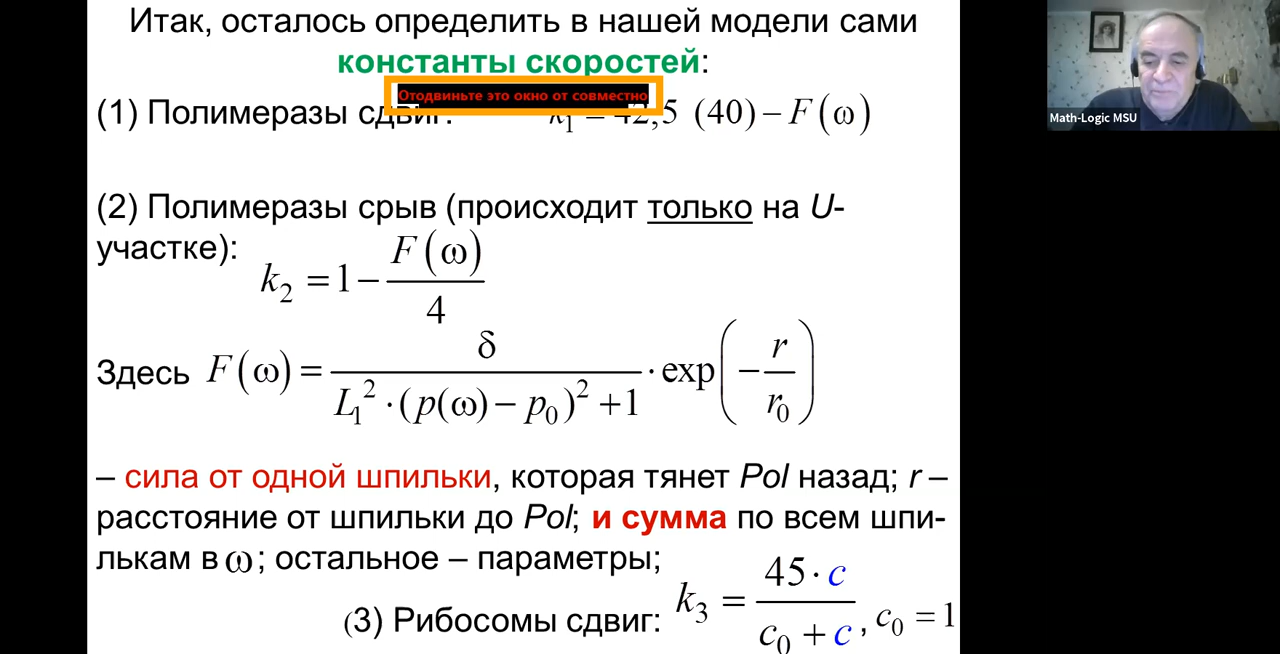 Итак, осталось определить в нашей модели сами
константы скоростей:
Отодвиньте это окно от совместно
(1) Полимеразы сдвиг: k₁ = 42,5 (40) − F(ω)
(2) Полимеразы срыв (происходит только на U-
участке):
k₂ = 1 − F(ω) / 4
Здесь F(ω) = δ / (L₁² · (p(ω) − p₀)² + 1) · exp(− r / r₀)
– сила от одной шпильки, которая тянет Pol назад; r –
расстояние от шпильки до Pol; и сумма по всем шпи-
лькам в ω; остальное – параметры;
(3) Рибосомы сдвиг: k₃ = 45 · c / (c₀ + c), c₀ = 1
Math-Logic MSU